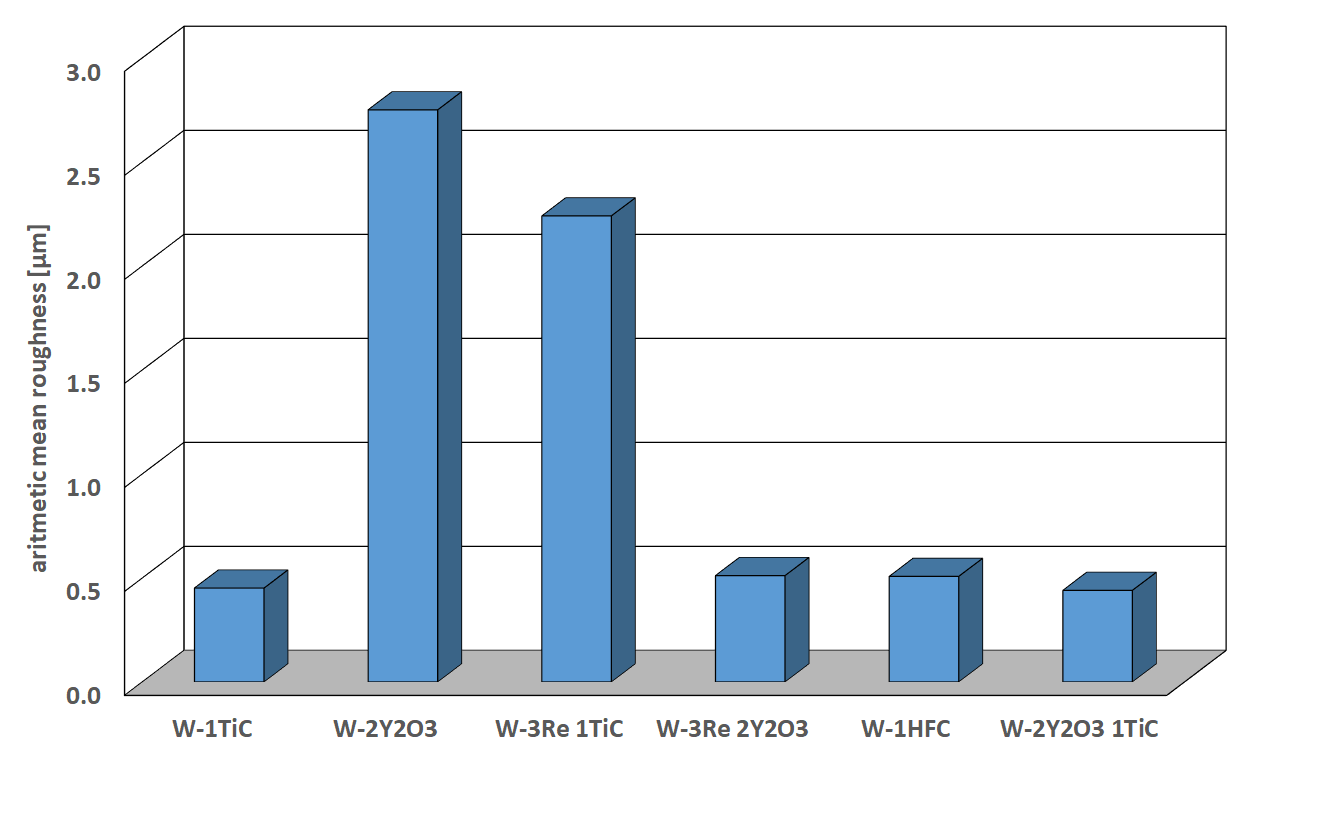 3.0
2.5
2.0
1.5
1.0
0.5
0.0
aritmetic mean roughness [µm]
W-1TiC
W-2Y2O3
W-3Re 1TiC
W-3Re 2Y2O3
W-1HFC
W-2Y2O3 1TiC